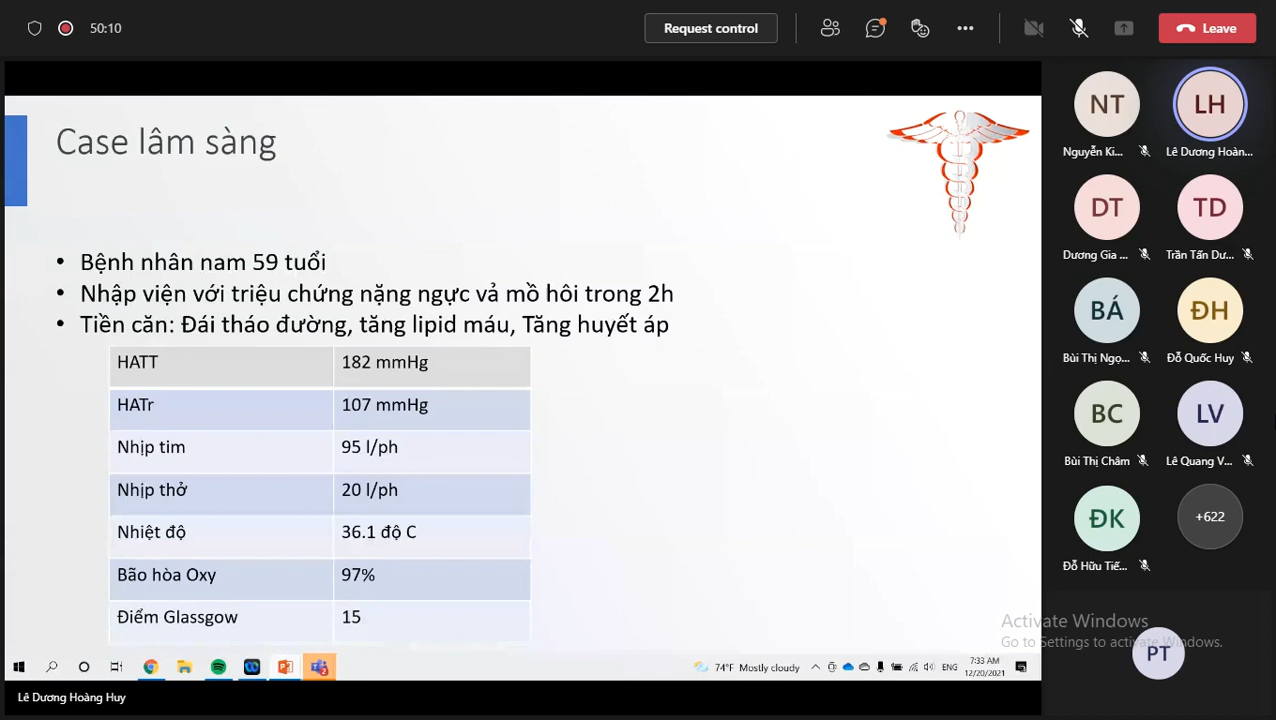 50:10
Request control
Leave
Case lâm sàng
• Bệnh nhân nam 59 tuổi
• Nhập viện với triệu chứng nặng ngực vả mồ hôi trong 2h
• Tiền căn: Đái tháo đường, tăng lipid máu, Tăng huyết áp
HATT 182 mmHg
HATr 107 mmHg
Nhịp tim 95 l/ph
Nhịp thở 20 l/ph
Nhiệt độ 36.1 độ C
Bão hòa Oxy 97%
Điểm Glassgow 15
NT
LH
Nguyễn Ki...
Lê Dương Hoàn...
DT
TD
Dương Gia ...
Trần Tấn Dư...
BÁ
ĐH
Bùi Thị Ngọ...
Đỗ Quốc Huy
BC
LV
Bùi Thị Châm
Lê Quang V...
ĐK
+622
Đỗ Hữu Tiế...
Activate Windows
Go to Settings to activate Windows.
PT
74°F Mostly cloudy
ENG
7:33 AM
12/20/2021
Lê Dương Hoàng Huy